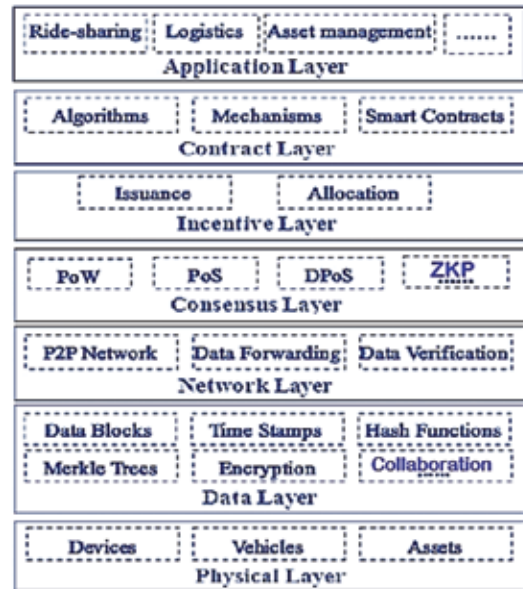 Ride-sharing Logistics Asset management ......
Application Layer
Algorithms Mechanisms Smart Contracts
Contract Layer
Issuance Allocation
Incentive Layer
PoW PoS DPoS ZKP ......
Consensus Layer
P2P Network Data Forwarding Data Verification
Network Layer
Data Blocks Time Stamps Hash Functions
Merkle Trees Encryption Collaboration ......
Data Layer
Devices Vehicles Assets
Physical Layer